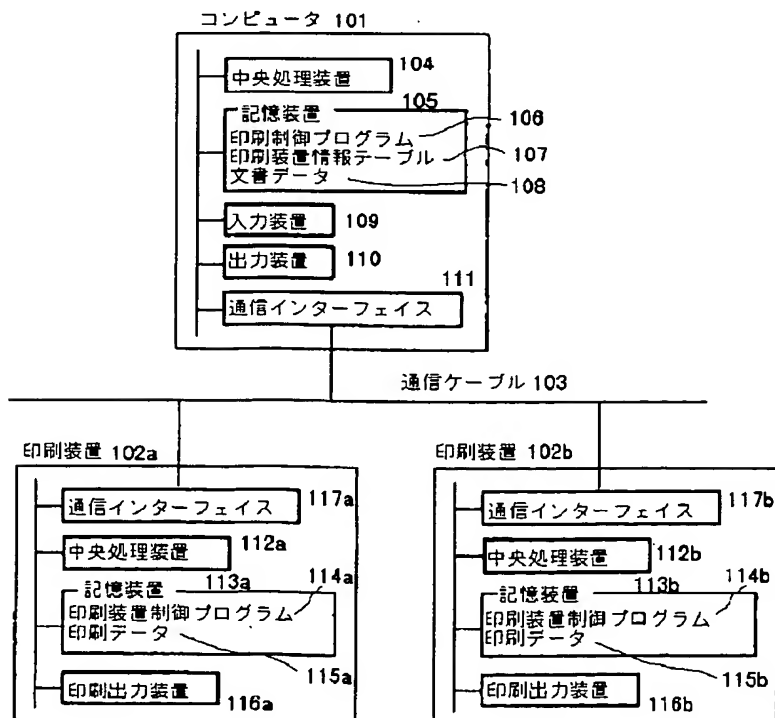 コンピュータ 101
中央処理装置 104
記憶装置 105
印刷制御プログラム 106
印刷装置情報テーブル 107
文書データ 108
入力装置 109
出力装置 110
通信インターフェイス 111
通信ケーブル 103
印刷装置 102a
通信インターフェイス 117a
中央処理装置 112a
記憶装置 113a
印刷装置制御プログラム 114a
印刷データ 115a
印刷出力装置 116a
印刷装置 102b
通信インターフェイス 117b
中央処理装置 112b
記憶装置 113b
印刷装置制御プログラム 114b
印刷データ 115b
印刷出力装置 116b